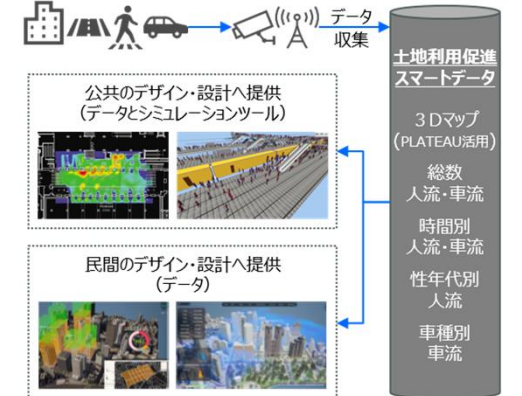 データ
収集
土地利用促進
スマートデータ
３Dマップ
(PLATEAU活用)
総数
人流・車流
時間別
人流・車流
性年代別
人流
車種別
車流
公共のデザイン・設計へ提供
(データとシミュレーションツール)
民間のデザイン・設計へ提供
(データ)